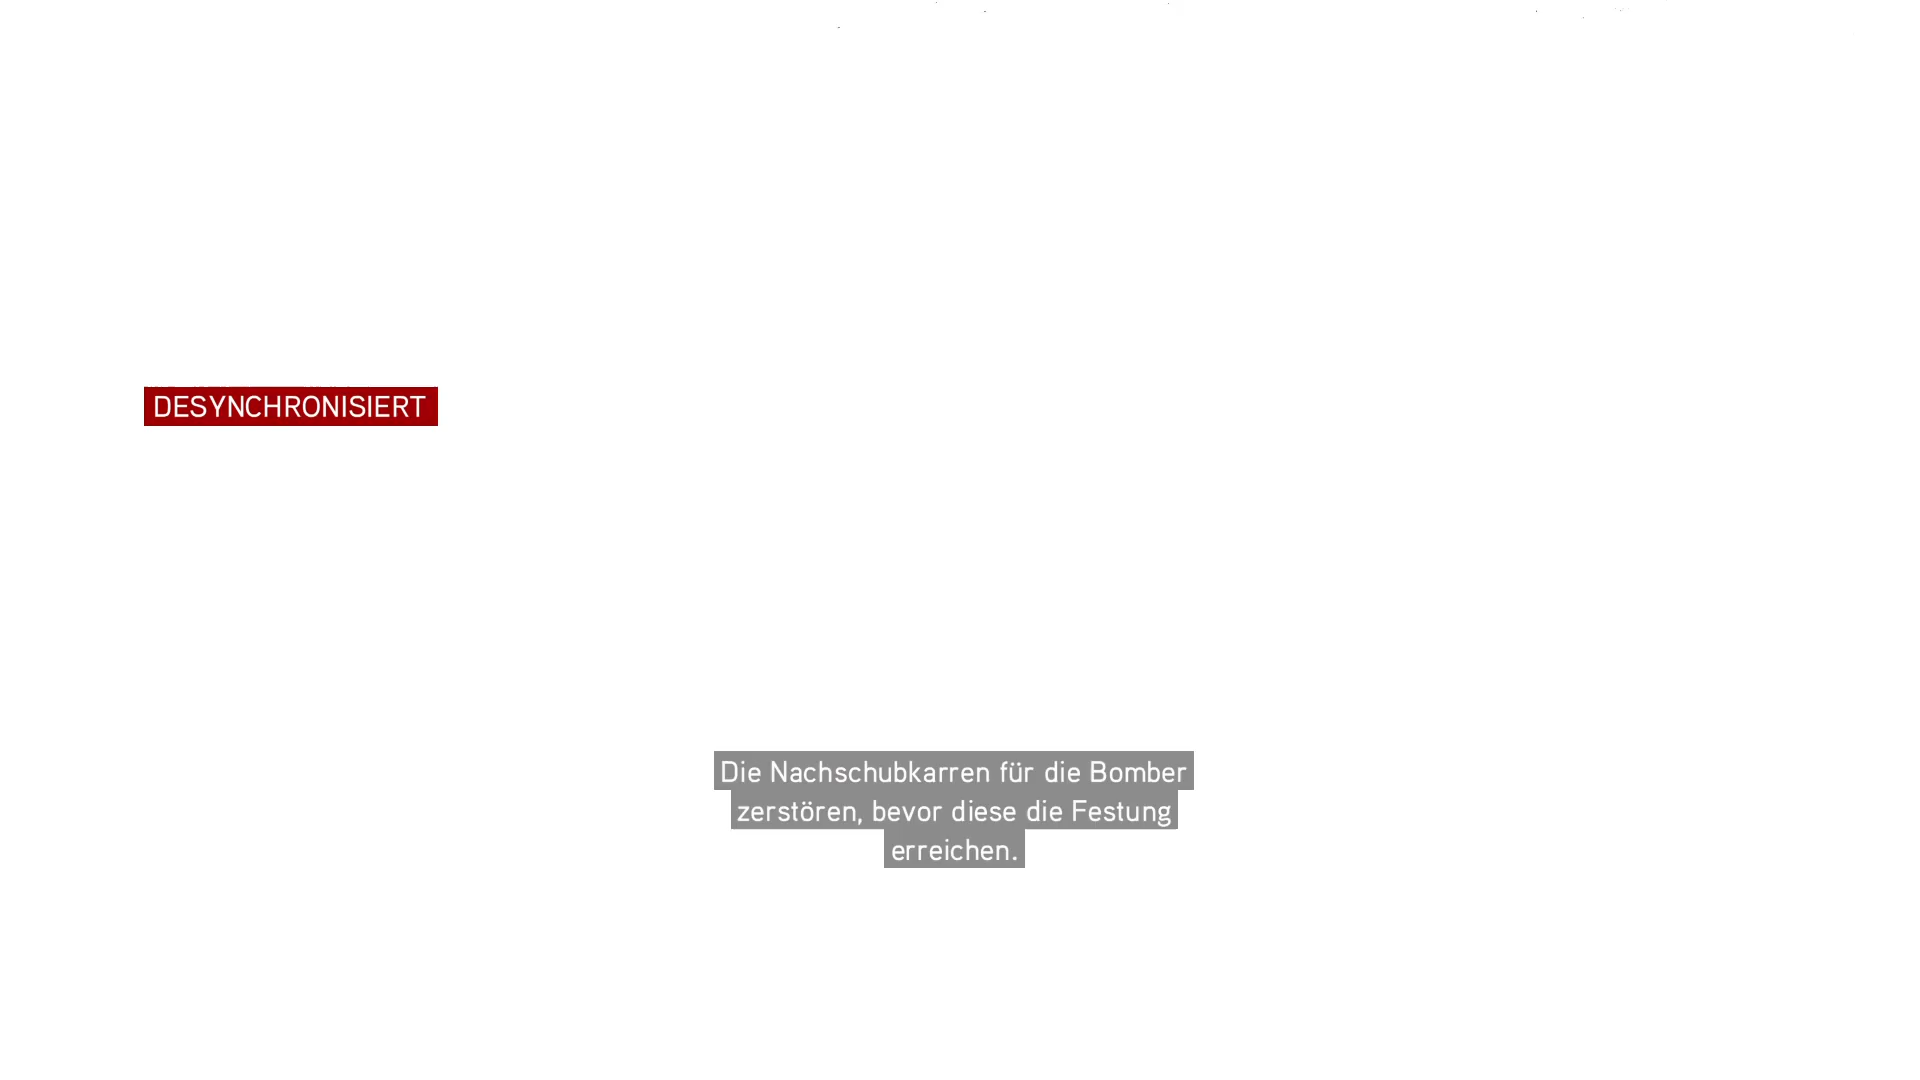 DESYNCHRONISIERT
Die Nachschubkarren für die Bomber
zerstören, bevor diese die Festung
erreichen.